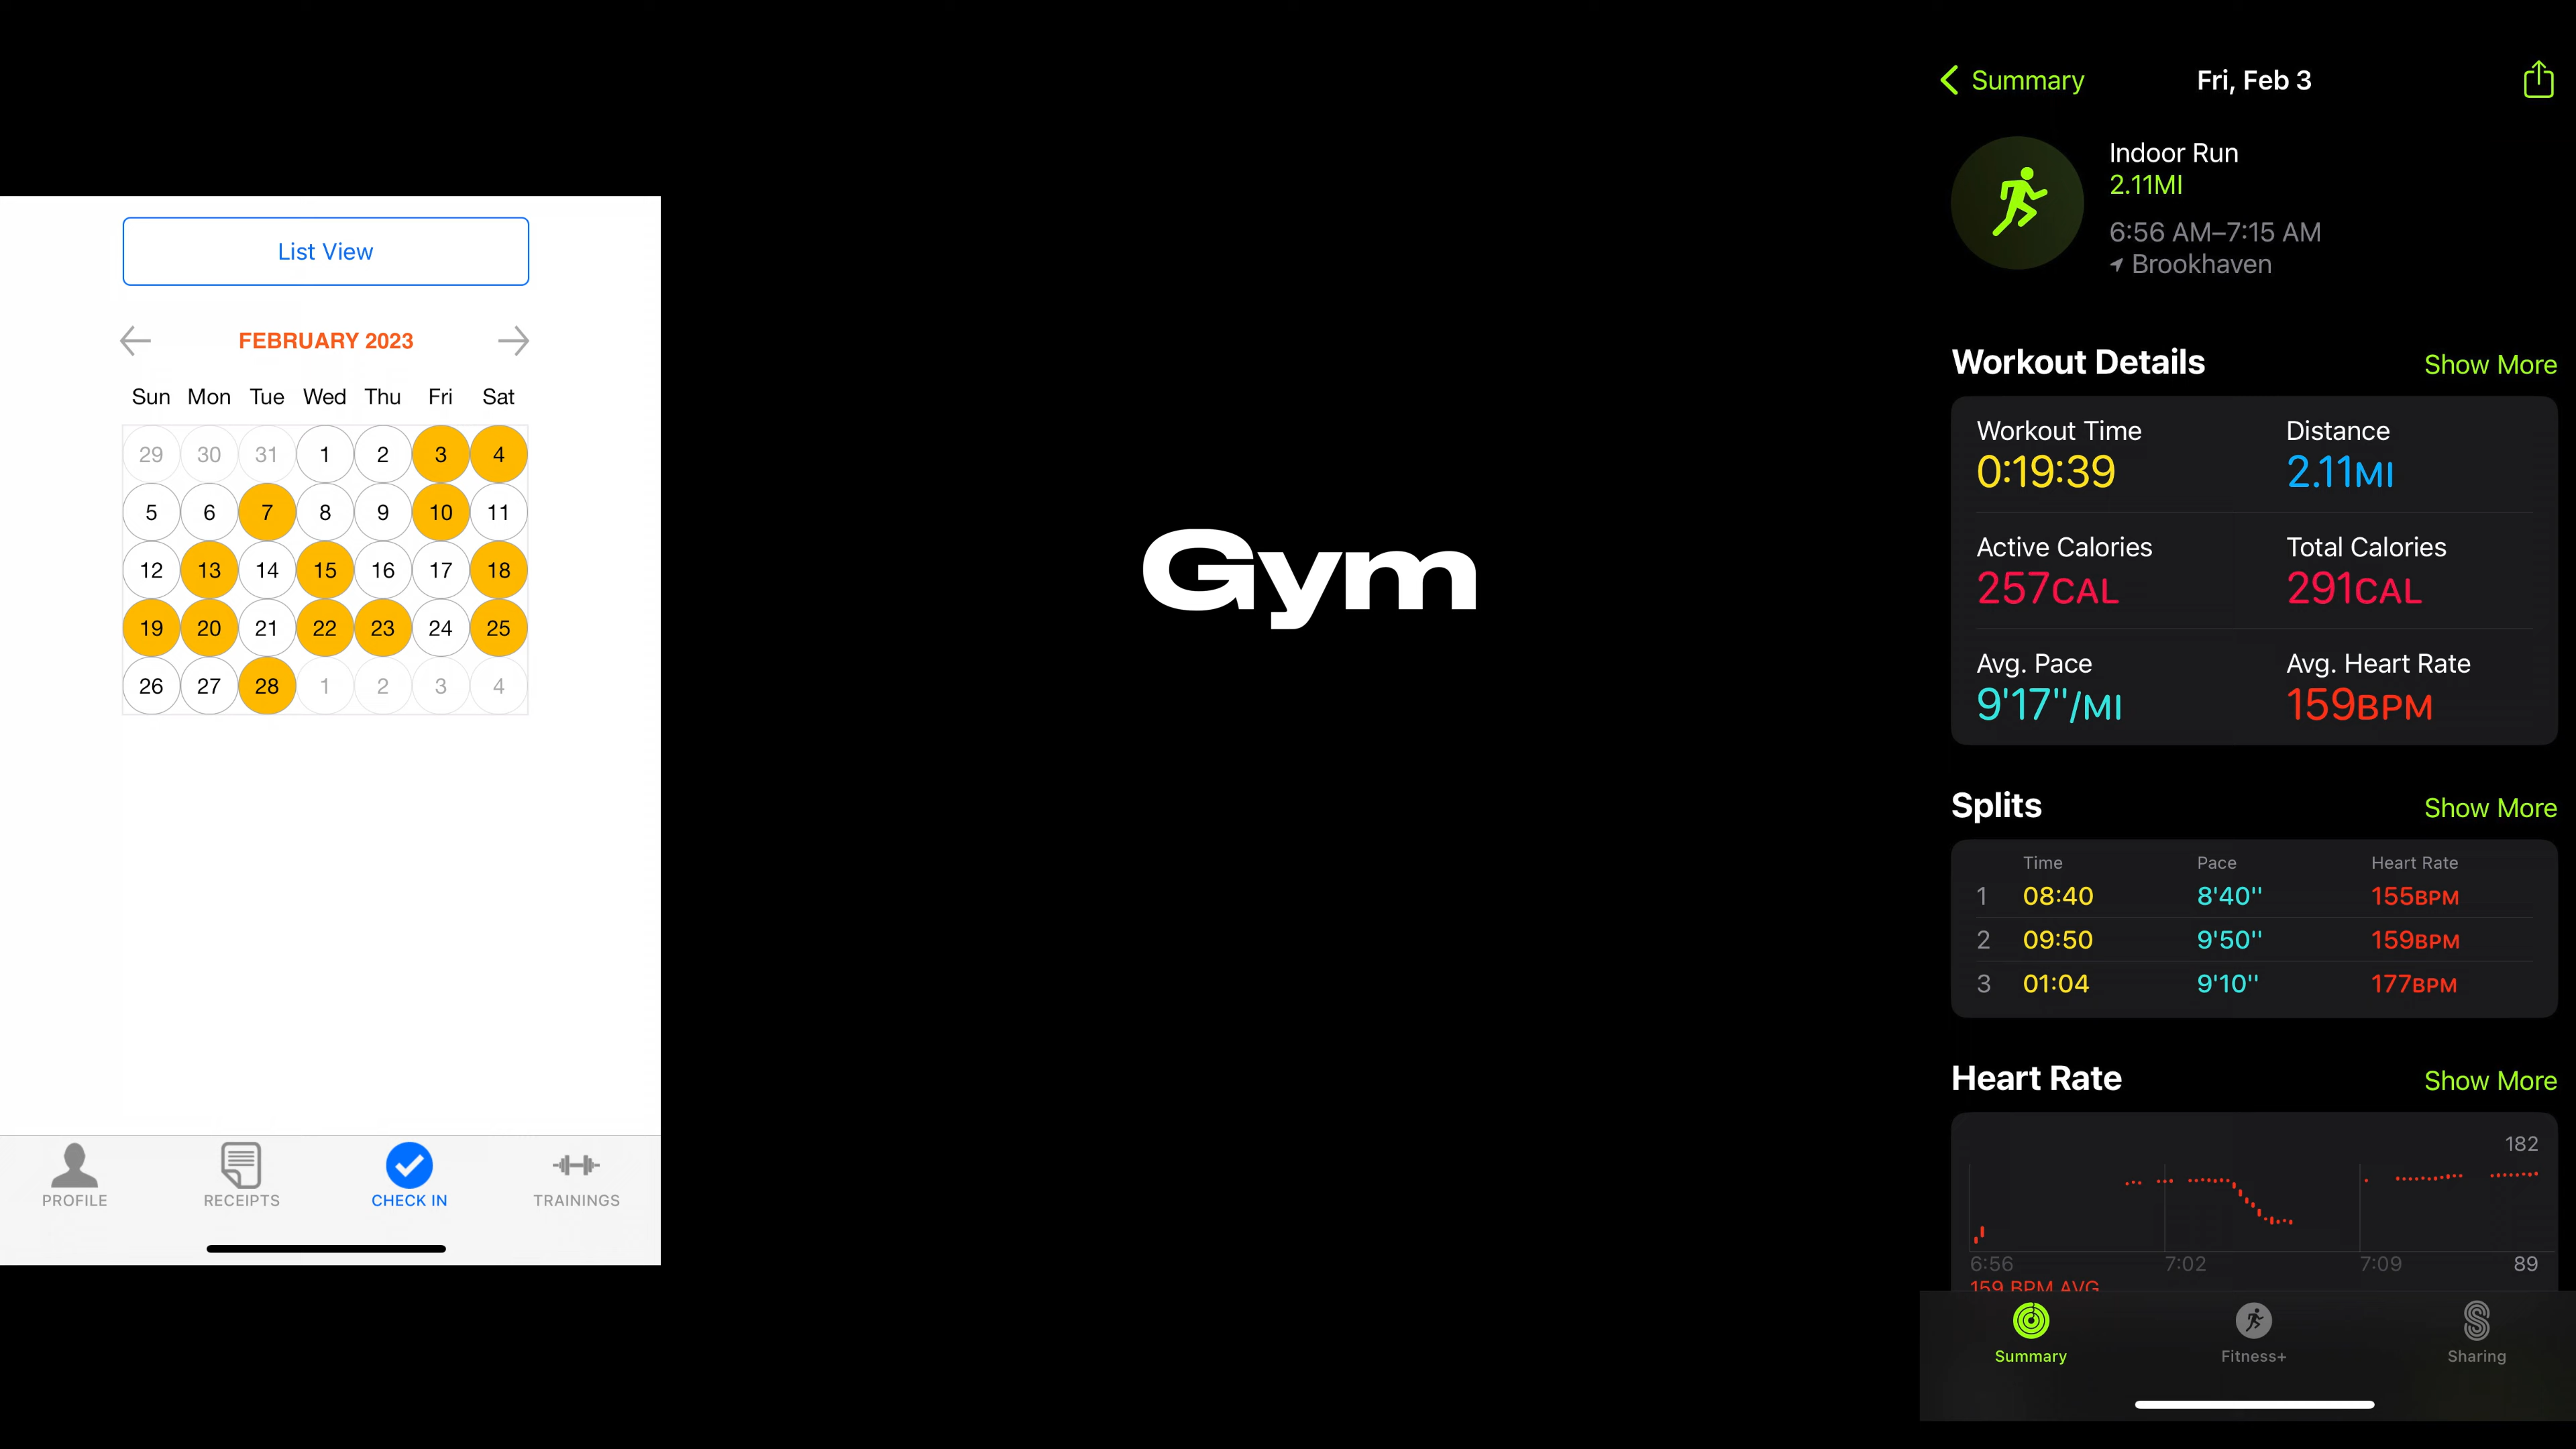 List View
FEBRUARY 2023
Sun Mon Tue Wed Thu Fri Sat
29 30 31 1 2 3 4
5 6 7 8 9 10 11
12 13 14 15 16 17 18
19 20 21 22 23 24 25
26 27 28 1 2 3 4
PROFILE RECEIPTS CHECK IN TRAININGS
Gym
Summary Fri, Feb 3
Indoor Run
2.11MI
6:56 AM–7:15 AM
Brookhaven
Workout Details Show More
Workout Time Distance
0:19:39 2.11MI
Active Calories Total Calories
257CAL 291CAL
Avg. Pace Avg. Heart Rate
9'17"/MI 159BPM
Splits Show More
Time Pace Heart Rate
1 08:40 8'40'' 155BPM
2 09:50 9'50'' 159BPM
3 01:04 9'10'' 177BPM
Heart Rate Show More
182
6:56 7:02 7:09 89
159 BPM AVG
Summary Fitness+ Sharing